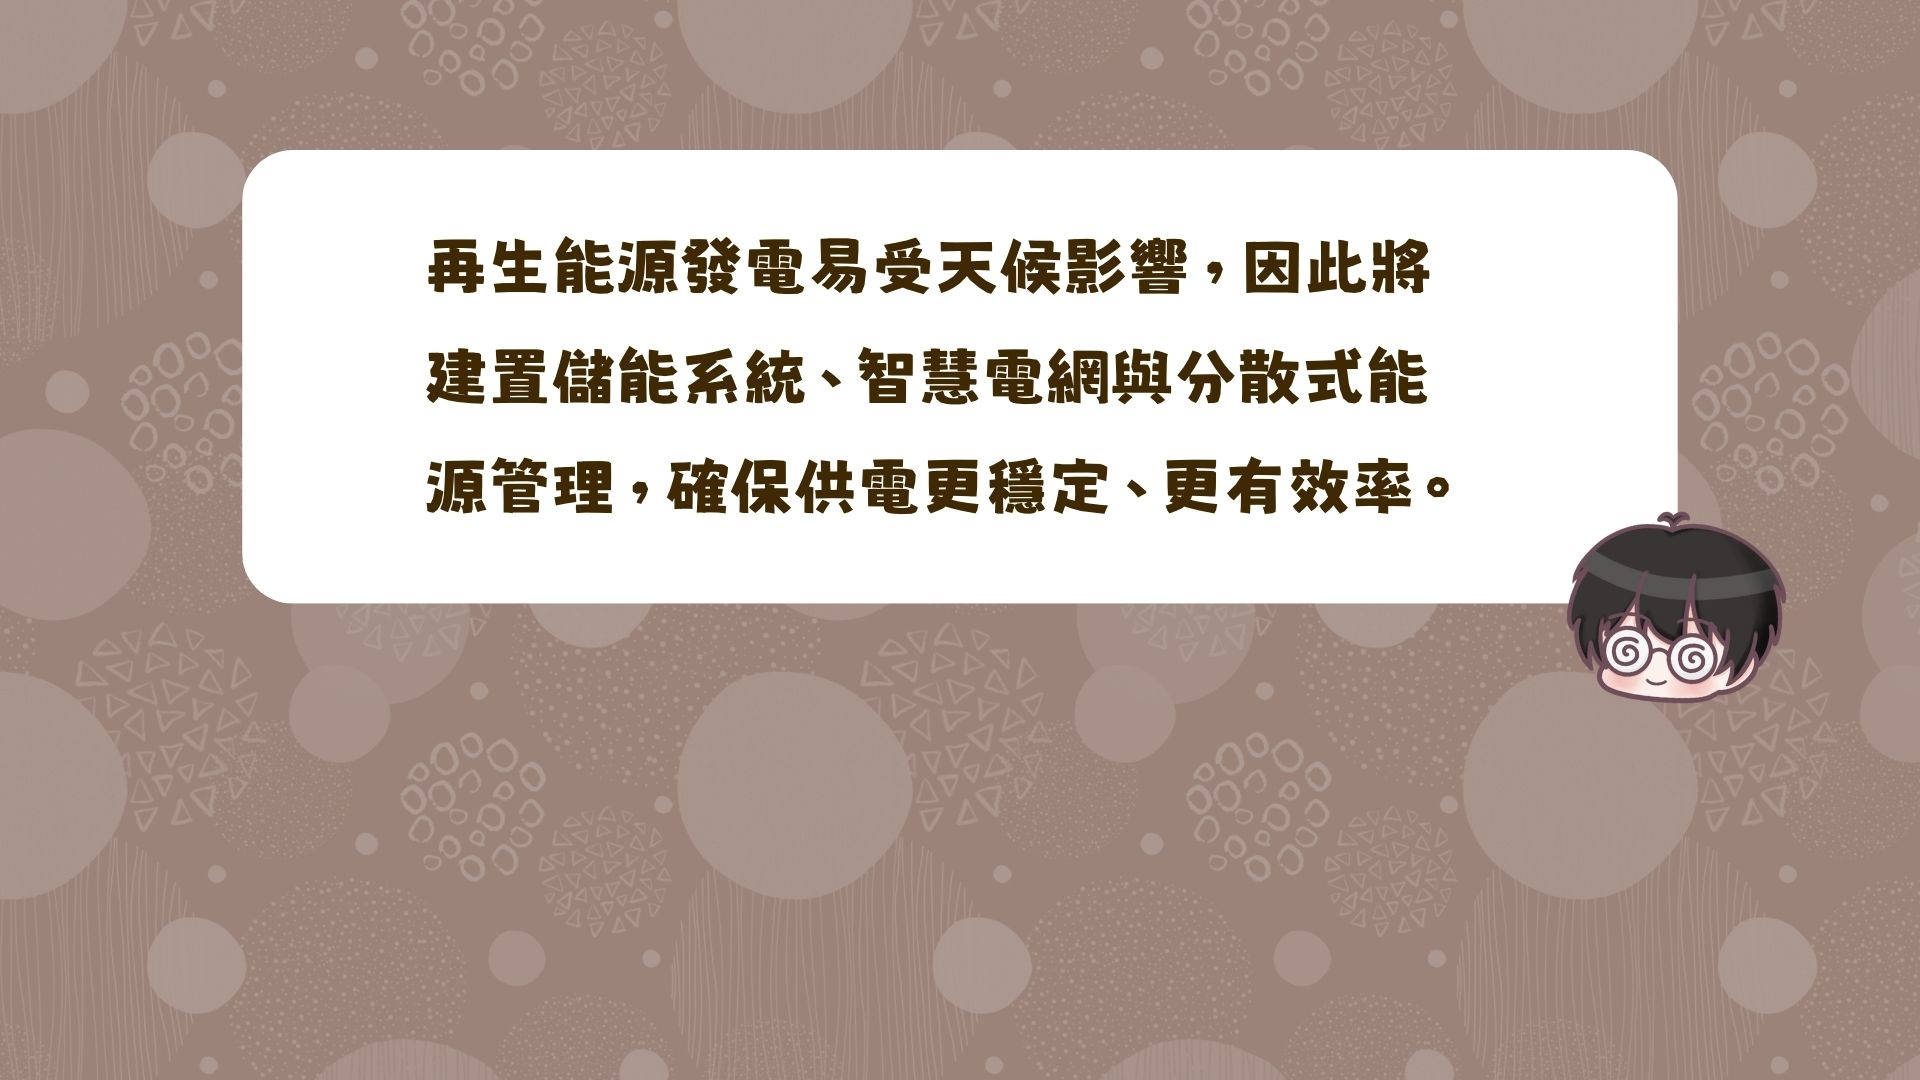 再生能源發電易受天候影響，因此將
建置儲能系統、智慧電網與分散式能
源管理，確保供電更穩定、更有效率。